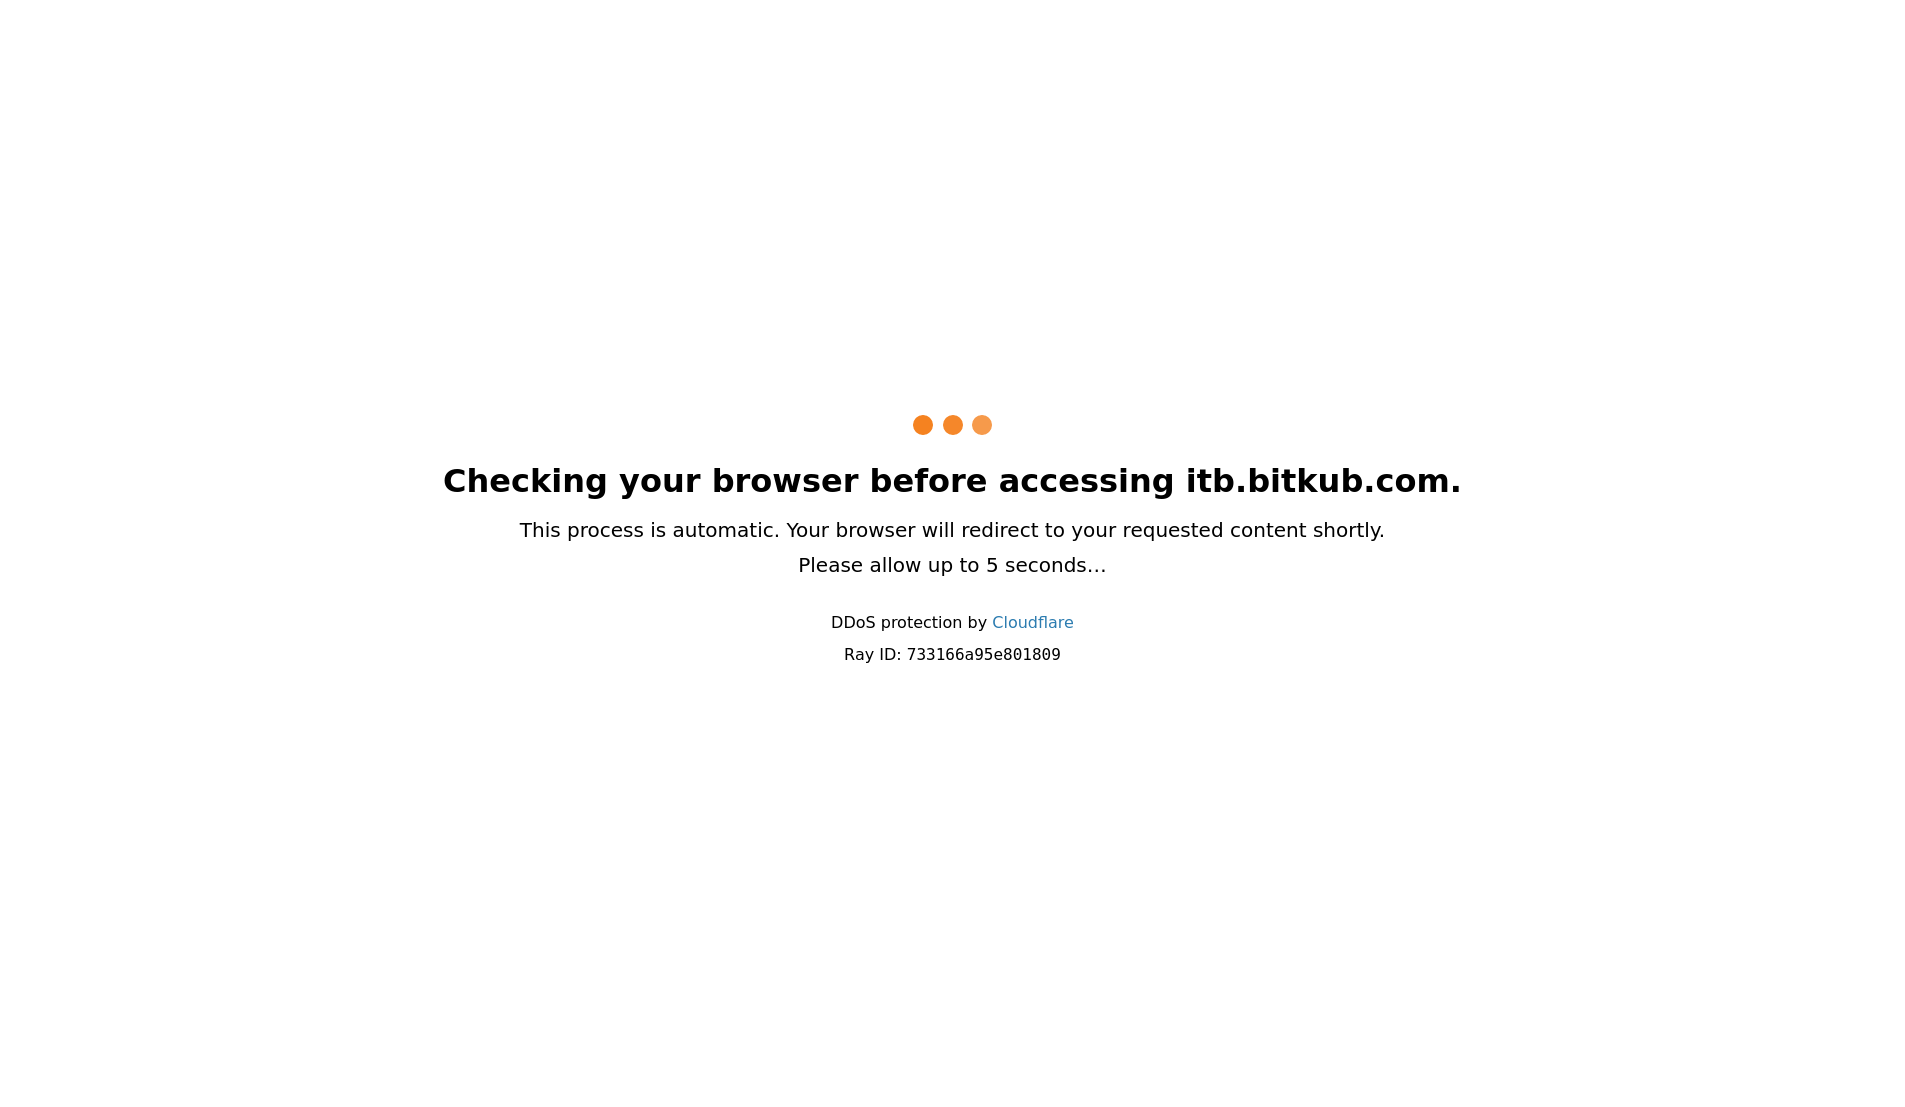 Checking your browser before accessing itb.bitkub.com.
This process is automatic. Your browser will redirect to your requested content shortly.
Please allow up to 5 seconds…
DDoS protection by Cloudflare
Ray ID: 733166a95e801809